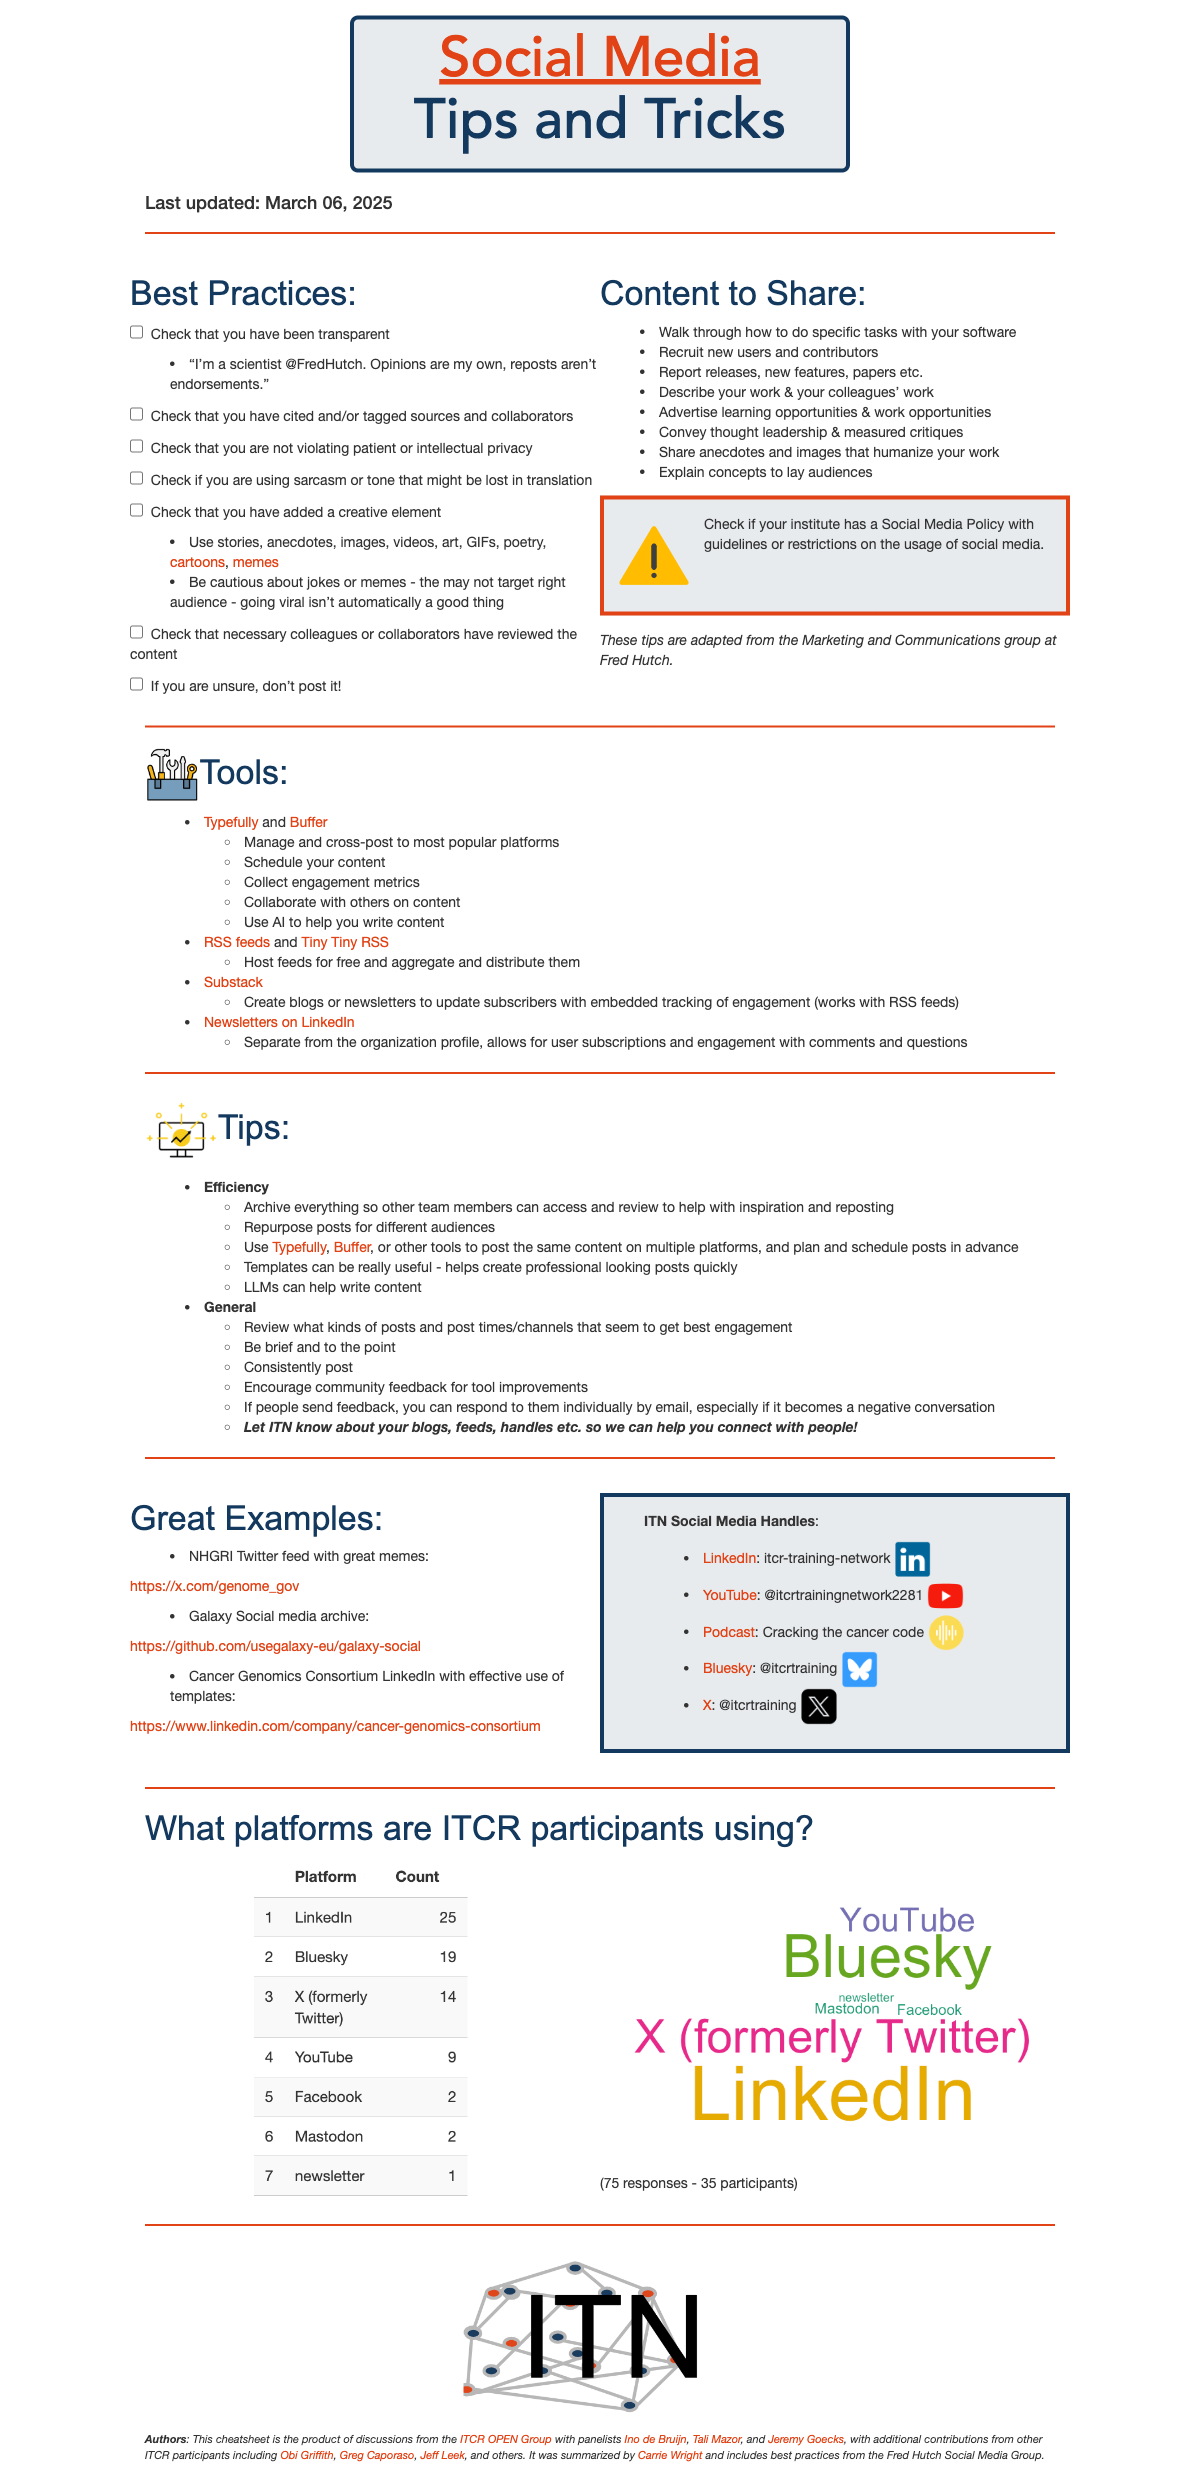 Social Media
Tips and Tricks
Last updated: March 06, 2025
Best Practices:
Check that you have been transparent
“I’m a scientist @FredHutch. Opinions are my own, reposts aren’t
endorsements.”
Check that you have cited and/or tagged sources and collaborators
Check that you are not violating patient or intellectual privacy
Check if you are using sarcasm or tone that might be lost in translation
Check that you have added a creative element
Use stories, anecdotes, images, videos, art, GIFs, poetry,
cartoons, memes
Be cautious about jokes or memes - the may not target right
audience - going viral isn’t automatically a good thing
Check that necessary colleagues or collaborators have reviewed the
content
If you are unsure, don’t post it!
Content to Share:
Walk through how to do specific tasks with your software
Recruit new users and contributors
Report releases, new features, papers etc.
Describe your work & your colleagues’ work
Advertise learning opportunities & work opportunities
Convey thought leadership & measured critiques
Share anecdotes and images that humanize your work
Explain concepts to lay audiences
Check if your institute has a Social Media Policy with
guidelines or restrictions on the usage of social media.
These tips are adapted from the Marketing and Communications group at
Fred Hutch.
Tools:
Typefully and Buffer
Manage and cross-post to most popular platforms
Schedule your content
Collect engagement metrics
Collaborate with others on content
Use AI to help you write content
RSS feeds and Tiny Tiny RSS
Host feeds for free and aggregate and distribute them
Substack
Create blogs or newsletters to update subscribers with embedded tracking of engagement (works with RSS feeds)
Newsletters on LinkedIn
Separate from the organization profile, allows for user subscriptions and engagement with comments and questions
Tips:
Efficiency
Archive everything so other team members can access and review to help with inspiration and reposting
Repurpose posts for different audiences
Use Typefully, Buffer, or other tools to post the same content on multiple platforms, and plan and schedule posts in advance
Templates can be really useful - helps create professional looking posts quickly
LLMs can help write content
General
Review what kinds of posts and post times/channels that seem to get best engagement
Be brief and to the point
Consistently post
Encourage community feedback for tool improvements
If people send feedback, you can respond to them individually by email, especially if it becomes a negative conversation
Let ITN know about your blogs, feeds, handles etc. so we can help you connect with people!
Great Examples:
NHGRI Twitter feed with great memes:
https://x.com/genome_gov
Galaxy Social media archive:
https://github.com/usegalaxy-eu/galaxy-social
Cancer Genomics Consortium LinkedIn with effective use of
templates:
https://www.linkedin.com/company/cancer-genomics-consortium
ITN Social Media Handles:
LinkedIn: itcr-training-network in
YouTube: @itcrtrainingnetwork2281
Podcast: Cracking the cancer code
Bluesky: @itcrtraining
X: @itcrtraining X
What platforms are ITCR participants using?
Platform Count
1 LinkedIn 25
2 Bluesky 19
3 X (formerly 14
Twitter)
4 YouTube 9
5 Facebook 2
6 Mastodon 2
7 newsletter 1
YouTube
Bluesky
newsletter
Mastodon Facebook
X (formerly Twitter)
LinkedIn
(75 responses - 35 participants)
ITN
Authors: This cheatsheet is the product of discussions from the ITCR OPEN Group with panelists Ino de Bruijn, Tali Mazor, and Jeremy Goecks, with additional contributions from other
ITCR participants including Obi Griffith, Greg Caporaso, Jeff Leek, and others. It was summarized by Carrie Wright and includes best practices from the Fred Hutch Social Media Group.